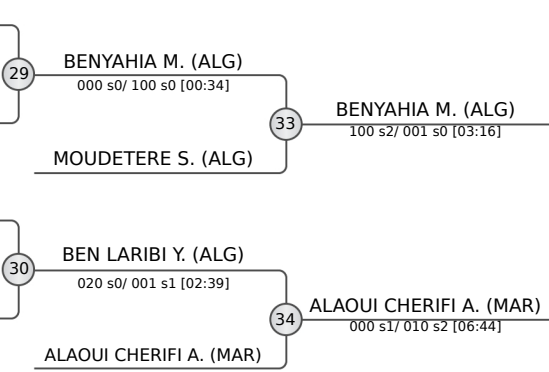 29
BENYAHIA M. (ALG)
000 s0/ 100 s0 [00:34]
33
BENYAHIA M. (ALG)
100 s2/ 001 s0 [03:16]
MOUDETERE S. (ALG)
30
BEN LARIBI Y. (ALG)
020 s0/ 001 s1 [02:39]
34
ALAOUI CHERIFI A. (MAR)
000 s1/ 010 s2 [06:44]
ALAOUI CHERIFI A. (MAR)